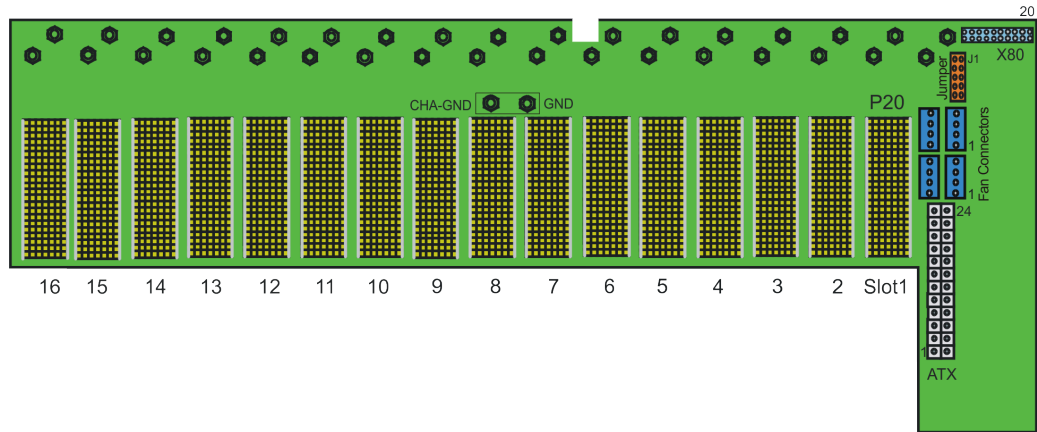 20
X80
J1
Jumper
CHA-GND
GND
P20
1
1
Fan Connectors
24
16 15 14 13 12 11 10 9 8 7 6 5 4 3 2 Slot1
1
ATX